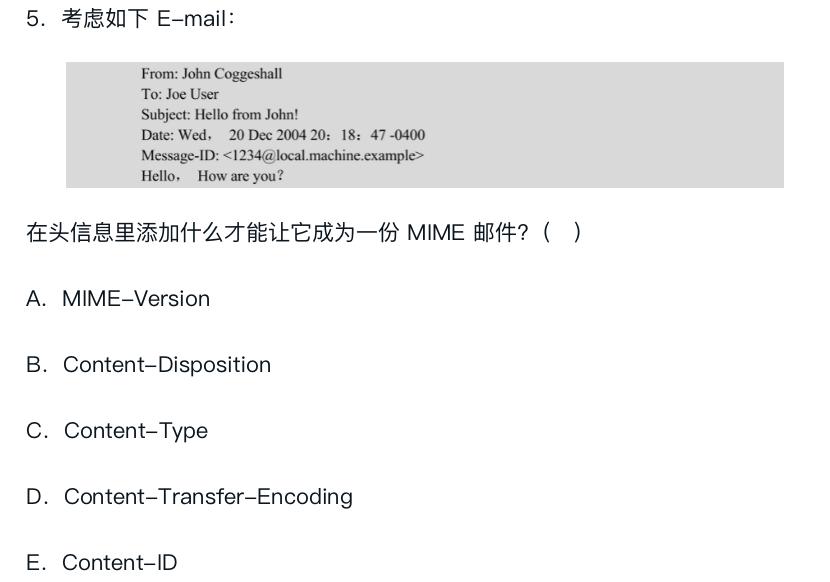 5. 考虑如下 E-mail：
From: John Coggeshall
To: Joe User
Subject: Hello from John!
Date: Wed， 20 Dec 2004 20：18：47 -0400
Message-ID: <1234@local.machine.example>
Hello， How are you？
在头信息里添加什么才能让它成为一份 MIME 邮件?（ ）
A. MIME-Version
B. Content-Disposition
C. Content-Type
D. Content-Transfer-Encoding
E. Content-ID